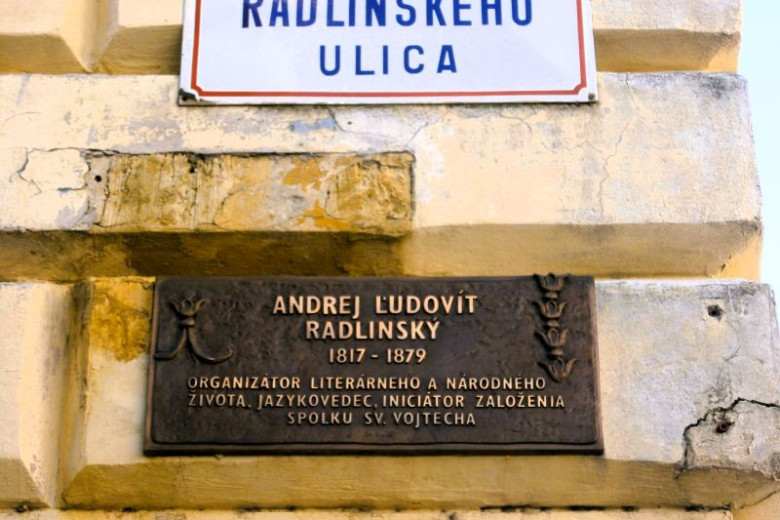 RADLINSKÉHO
ULICA
ANDREJ ĽUDOVÍT
RADLINSKÝ
1817 - 1879
ORGANIZÁTOR LITERÁRNEHO A NÁRODNÉHO
ŽIVOTA, JAZYKOVEDEC, INICIÁTOR ZALOŽENIA
SPOLKU SV. VOJTECHA